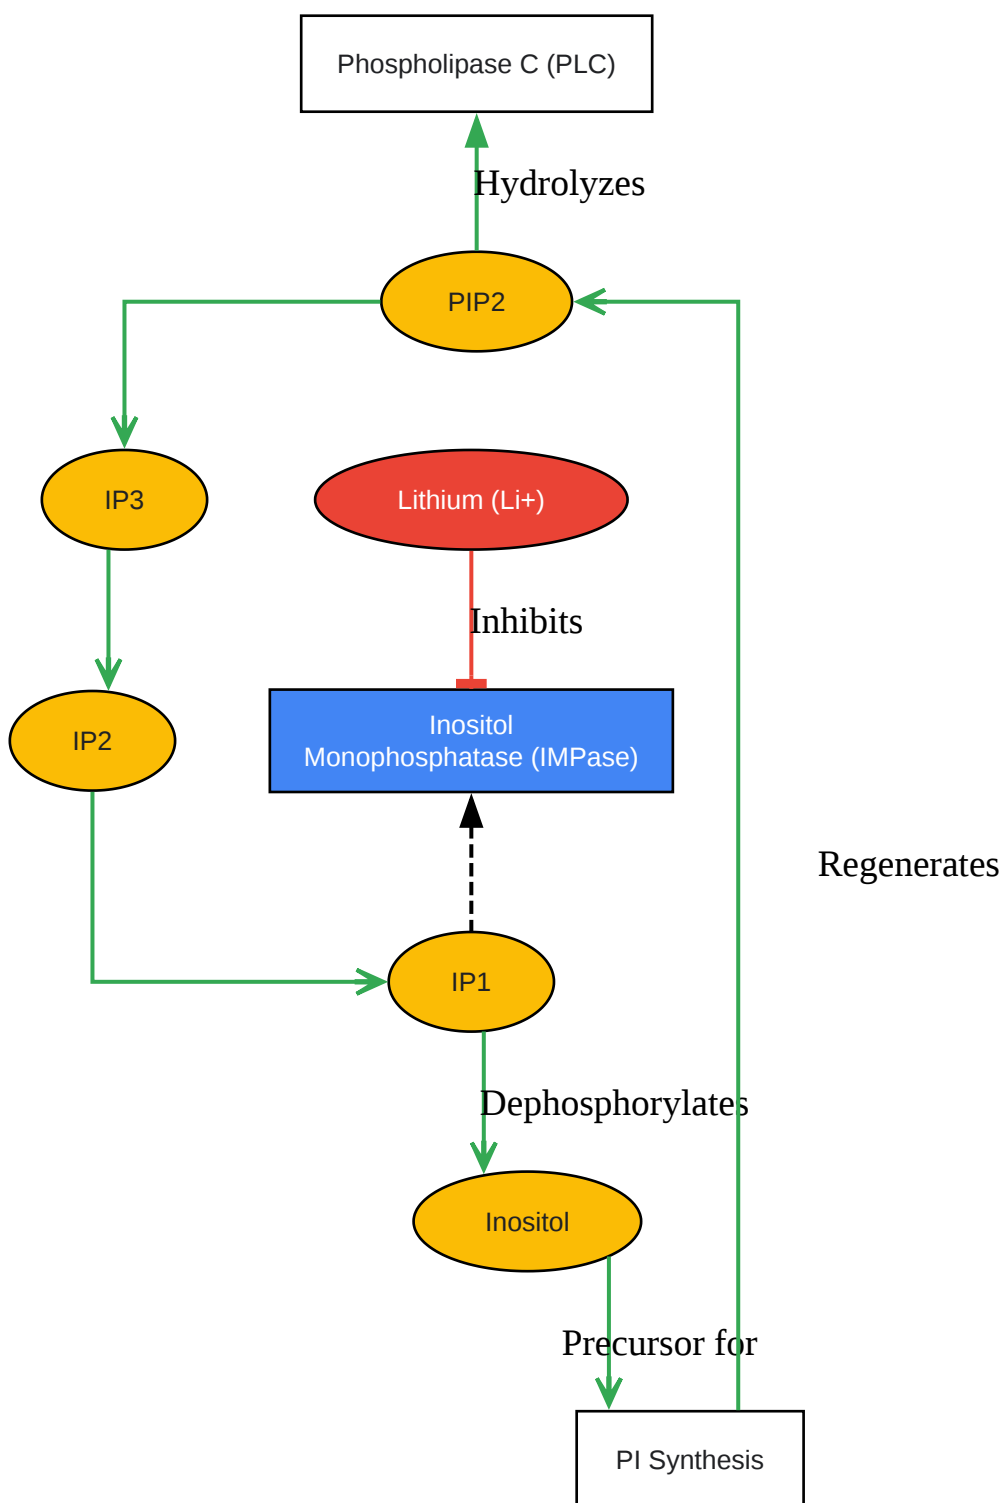 Phospholipase C (PLC)
Hydrolyzes
PIP2
IP3
Lithium (Li+)
Inhibits
IP2
Inositol
Monophosphatase (IMPase)
Regenerates
IP1
Dephosphorylates
Inositol
Precursor for
PI Synthesis